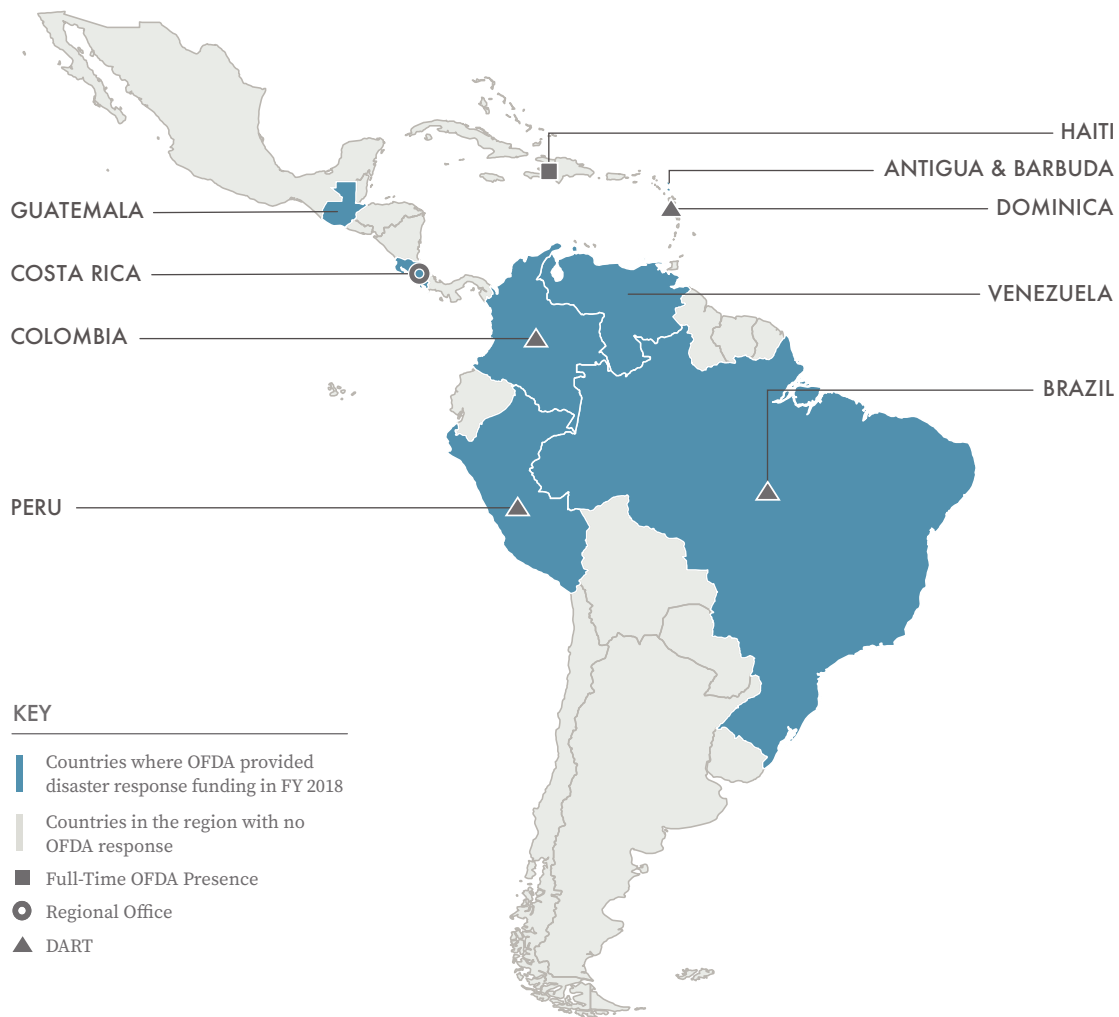 HAITI
ANTIGUA & BARBUDA
DOMINICA
GUATEMALA
COSTA RICA
VENEZUELA
COLOMBIA
BRAZIL
PERU
KEY
Countries where OFDA provided
disaster response funding in FY 2018
Countries in the region with no
OFDA response
Full-Time OFDA Presence
Regional Office
DART